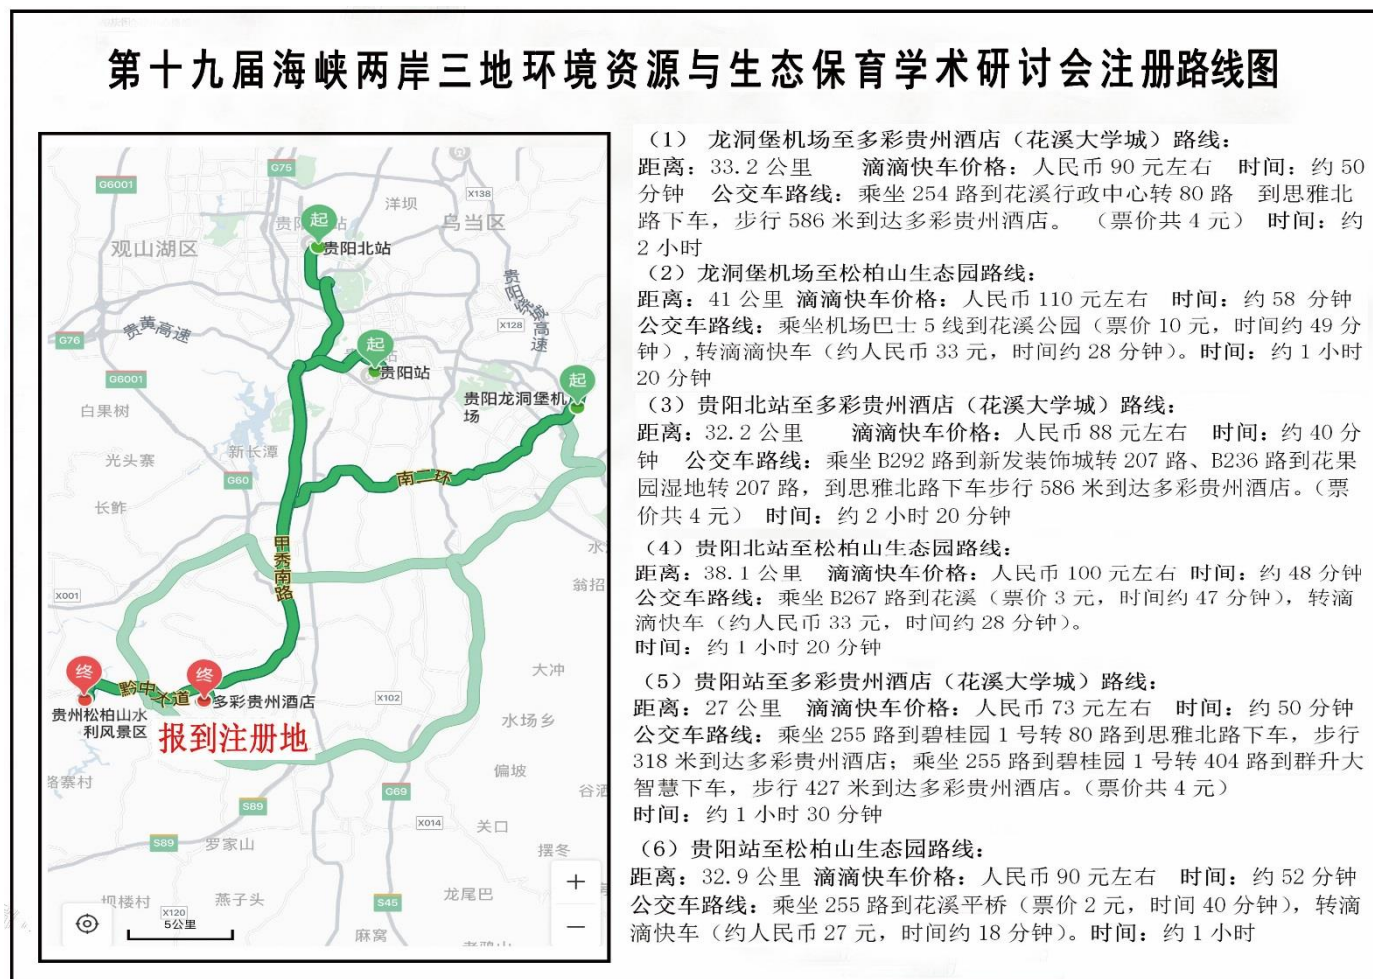 第十九届海峡两岸三地环境资源与生态保育学术研讨会注册路线图
G75
G6001
X138
洋坝
乌当区
观山湖区
起
贵阳北站
贵阳绕城高速
X128
贵黄高速
G76
起
贵阳站
G6001
起
贵阳龙洞堡机场
白果树
新长潭
光头寨
G60
南二环
长鲊
甲秀南路
翁招
X001
大冲
终
终
黔中大道
X102
多彩贵州酒店
贵州松柏山水
利风景区
报到注册地
水场乡
偏坡
路寨村
G69
谷洒
S89
X014
关口
S89
罗家山
摆冬
坝楼村
燕子头
龙尾巴
X120
S45
5公里
麻窝
+
−
(1) 龙洞堡机场至多彩贵州酒店（花溪大学城）路线：
距离：33.2 公里 滴滴快车价格：人民币 90 元左右 时间：约 50
分钟 公交车路线：乘坐 254 路到花溪行政中心转 80 路 到思雅北
路下车，步行 586 米到达多彩贵州酒店。（票价共 4 元） 时间：约
2 小时
（2）龙洞堡机场至松柏山生态园路线：
距离：41 公里 滴滴快车价格：人民币 110 元左右 时间：约 58 分钟
公交车路线：乘坐机场巴士 5 线到花溪公园（票价 10 元，时间约 49 分
钟）,转滴滴快车（约人民币 33 元，时间约 28 分钟）。时间：约 1 小时
20 分钟
（3）贵阳北站至多彩贵州酒店（花溪大学城）路线：
距离：32.2 公里 滴滴快车价格：人民币 88 元左右 时间：约 40 分
钟 公交车路线：乘坐 B292 路到新发装饰城转 207 路、B236 路到花果
园湿地转 207 路，到思雅北路下车步行 586 米到达多彩贵州酒店。（票
价共 4 元） 时间：约 2 小时 20 分钟
（4）贵阳北站至松柏山生态园路线：
距离：38.1 公里 滴滴快车价格：人民币 100 元左右 时间：约 48 分钟
公交车路线：乘坐 B267 路到花溪（票价 3 元，时间约 47 分钟），转滴
滴快车（约人民币 33 元，时间约 28 分钟）。
时间：约 1 小时 20 分钟
（5）贵阳站至多彩贵州酒店（花溪大学城）路线：
距离：27 公里 滴滴快车价格：人民币 73 元左右 时间：约 50 分钟
公交车路线：乘坐 255 路到碧桂园 1 号转 80 路到思雅北路下车，步行
318 米到达多彩贵州酒店；乘坐 255 路到碧桂园 1 号转 404 路到群升大
智慧下车，步行 427 米到达多彩贵州酒店。（票价共 4 元）
时间：约 1 小时 30 分钟
（6）贵阳站至松柏山生态园路线：
距离：32.9 公里 滴滴快车价格：人民币 90 元左右 时间：约 52 分钟
公交车路线：乘坐 255 路到花溪平桥（票价 2 元，时间 40 分钟），转滴
滴快车（约人民币 27 元，时间约 18 分钟）。时间：约 1 小时